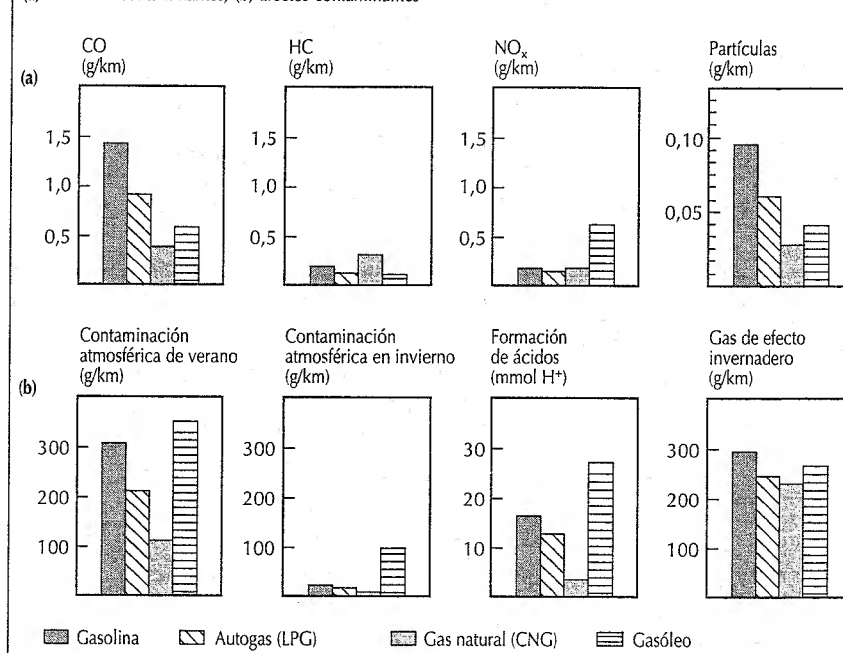 CO HC NOx Partículas
(g/km) (g/km) (g/km) (g/km)
(a)
1,5 1,5 1,5 0,10
1,0 1,0 1,0
0,5 0,5 0,5 0,05
Contaminación Contaminación Formación Gas de efecto
atmosférica de verano atmosférica en invierno de ácidos invernadero
(g/km) (g/km) (mmol H+) (g/km)
(b)
300 300 30 300
200 200 20 200
100 100 10 100
Gasolina Autogas (LPG) Gas natural (CNG) Gasóleo